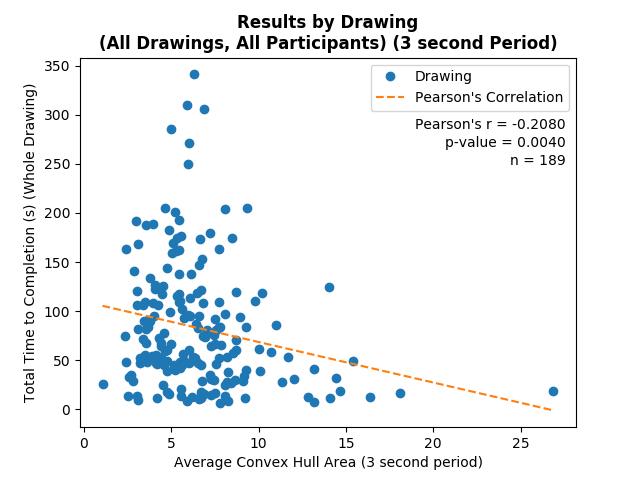 Results by Drawing
(All Drawings, All Participants) (3 second Period)
350
300
250
200
150
100
50
0
Total Time to Completion (s) (Whole Drawing)
Drawing
Pearson's Correlation
Pearson's r = -0.2080
p-value = 0.0040
n = 189
0 5 10 15 20 25
Average Convex Hull Area (3 second period)